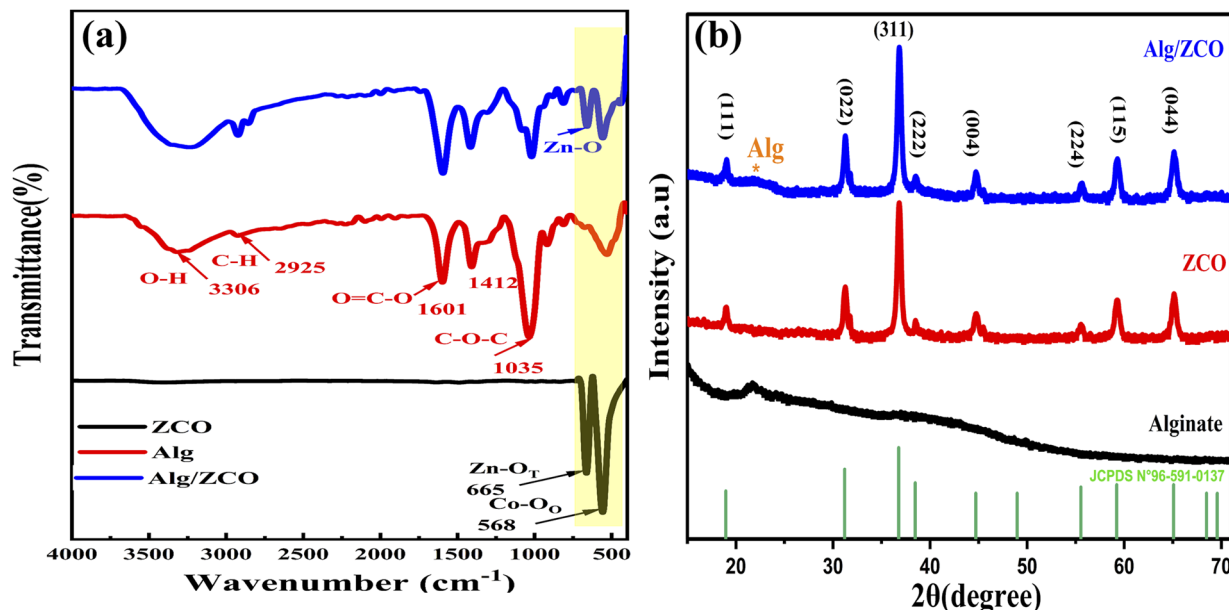 (a)
Transmittance(%)
Zn-O
O-H
3306
C-H
2925
O=C-O
1601
1412
C-O-C
1035
ZCO
Alg
Alg/ZCO
Zn-OT
665
Co-OO
568
4000 3500 3000 2500 2000 1500 1000 500
Wavenumber (cm-1)
(b)
Intensity (a.u)
(111)
(022)
(311)
(222)
(004)
(224)
(115)
(044)
Alg/ZCO
Alg
*
ZCO
Alginate
JCPDS N°96-591-0137
20 30 40 50 60 70
2θ(degree)